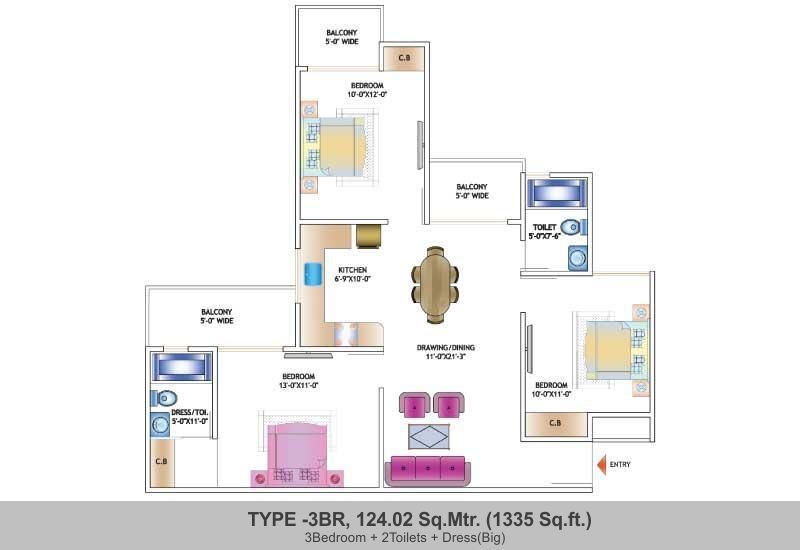 BALCONY
5'-0" WIDE
C.B
BEDROOM
10'-0"X12'-0"
BALCONY
5'-0" WIDE
TOILET
5'-0"X7'-6"
KITCHEN
6'-9"X10'-0"
BALCONY
5'-0" WIDE
DRAWING/DINING
11'-0"X21'-3"
BEDROOM
13'-0"X11'-0"
BEDROOM
10'-0"X11'-0"
DRESS/TOI.
5'-0"X11'-0"
C.B
C.B
ENTRY
TYPE -3BR, 124.02 Sq.Mtr. (1335 Sq.ft.)
3Bedroom + 2Toilets + Dress(Big)